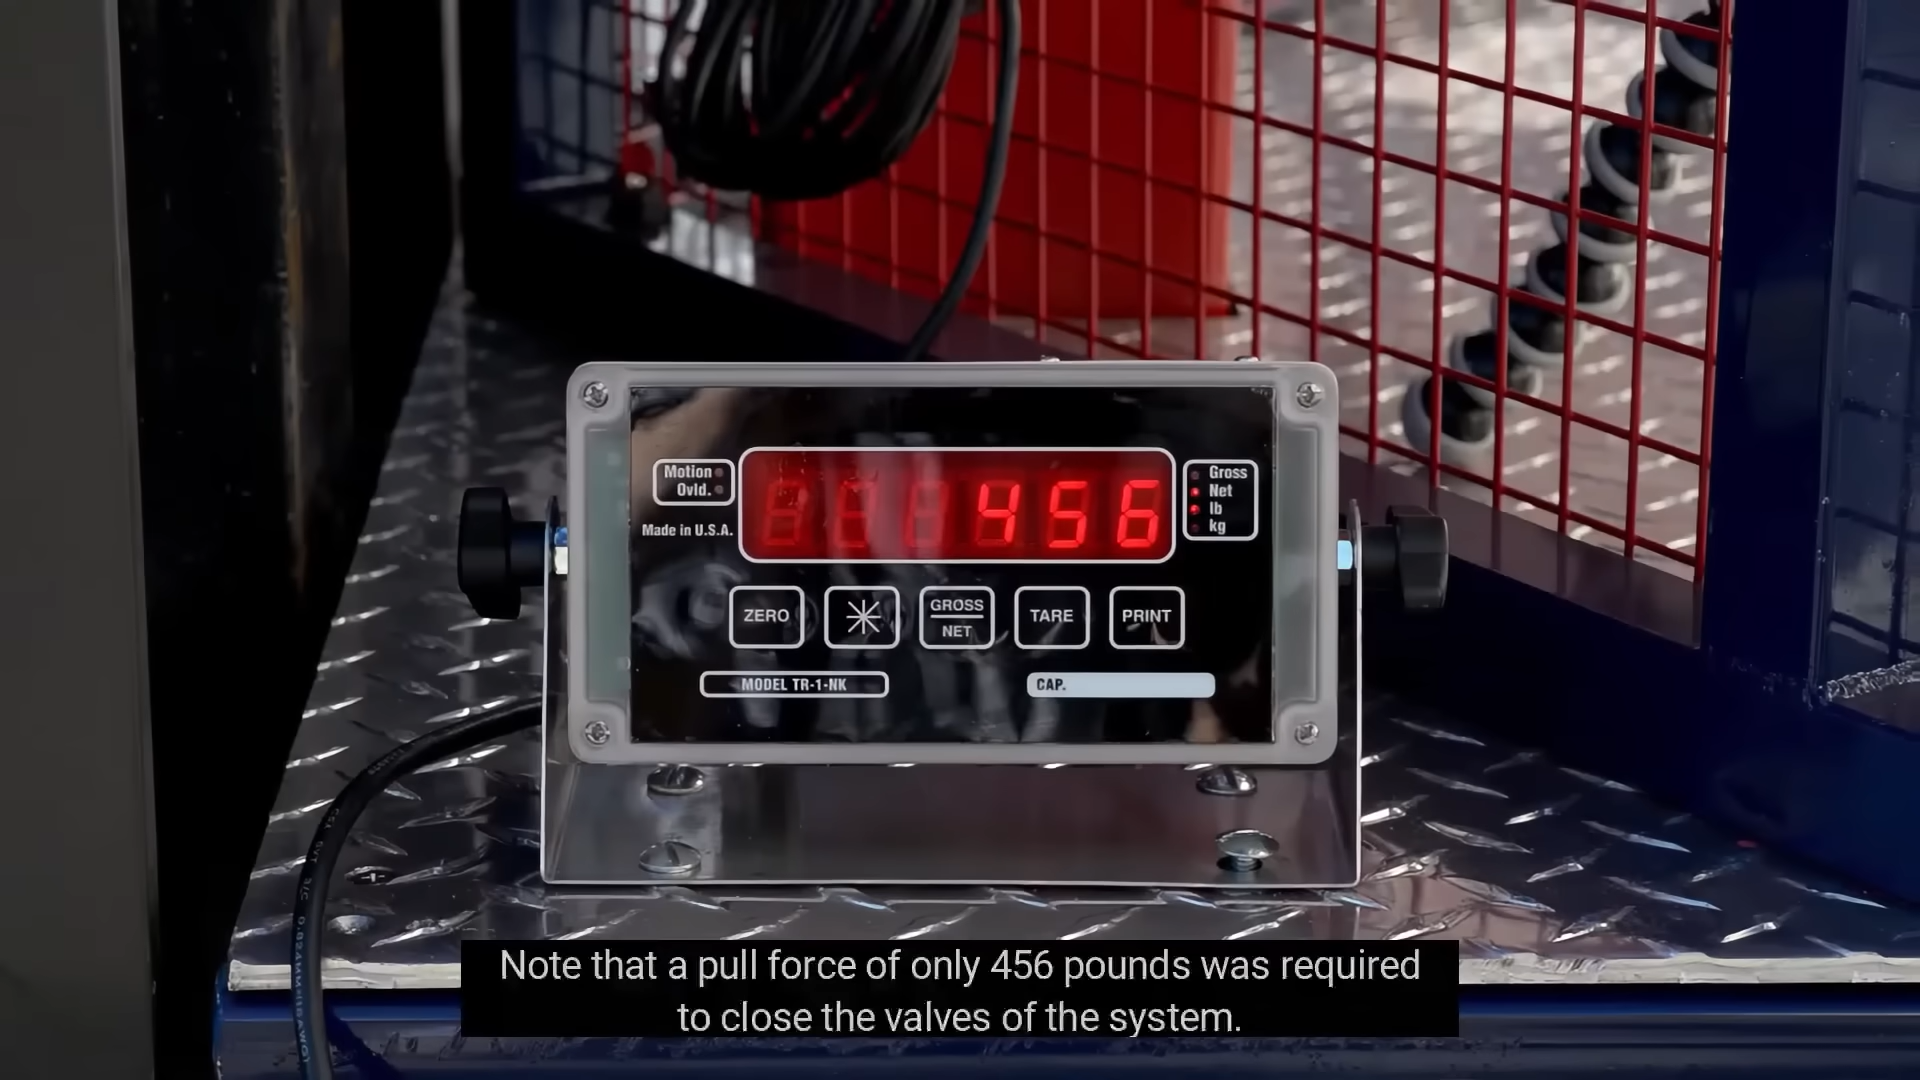 Motion
Ovld.
Made in U.S.A.
456
Gross
Net
lb
kg
ZERO
GROSS
NET
TARE
PRINT
MODEL TR-1-NK
CAP.
Note that a pull force of only 456 pounds was required
to close the valves of the system.